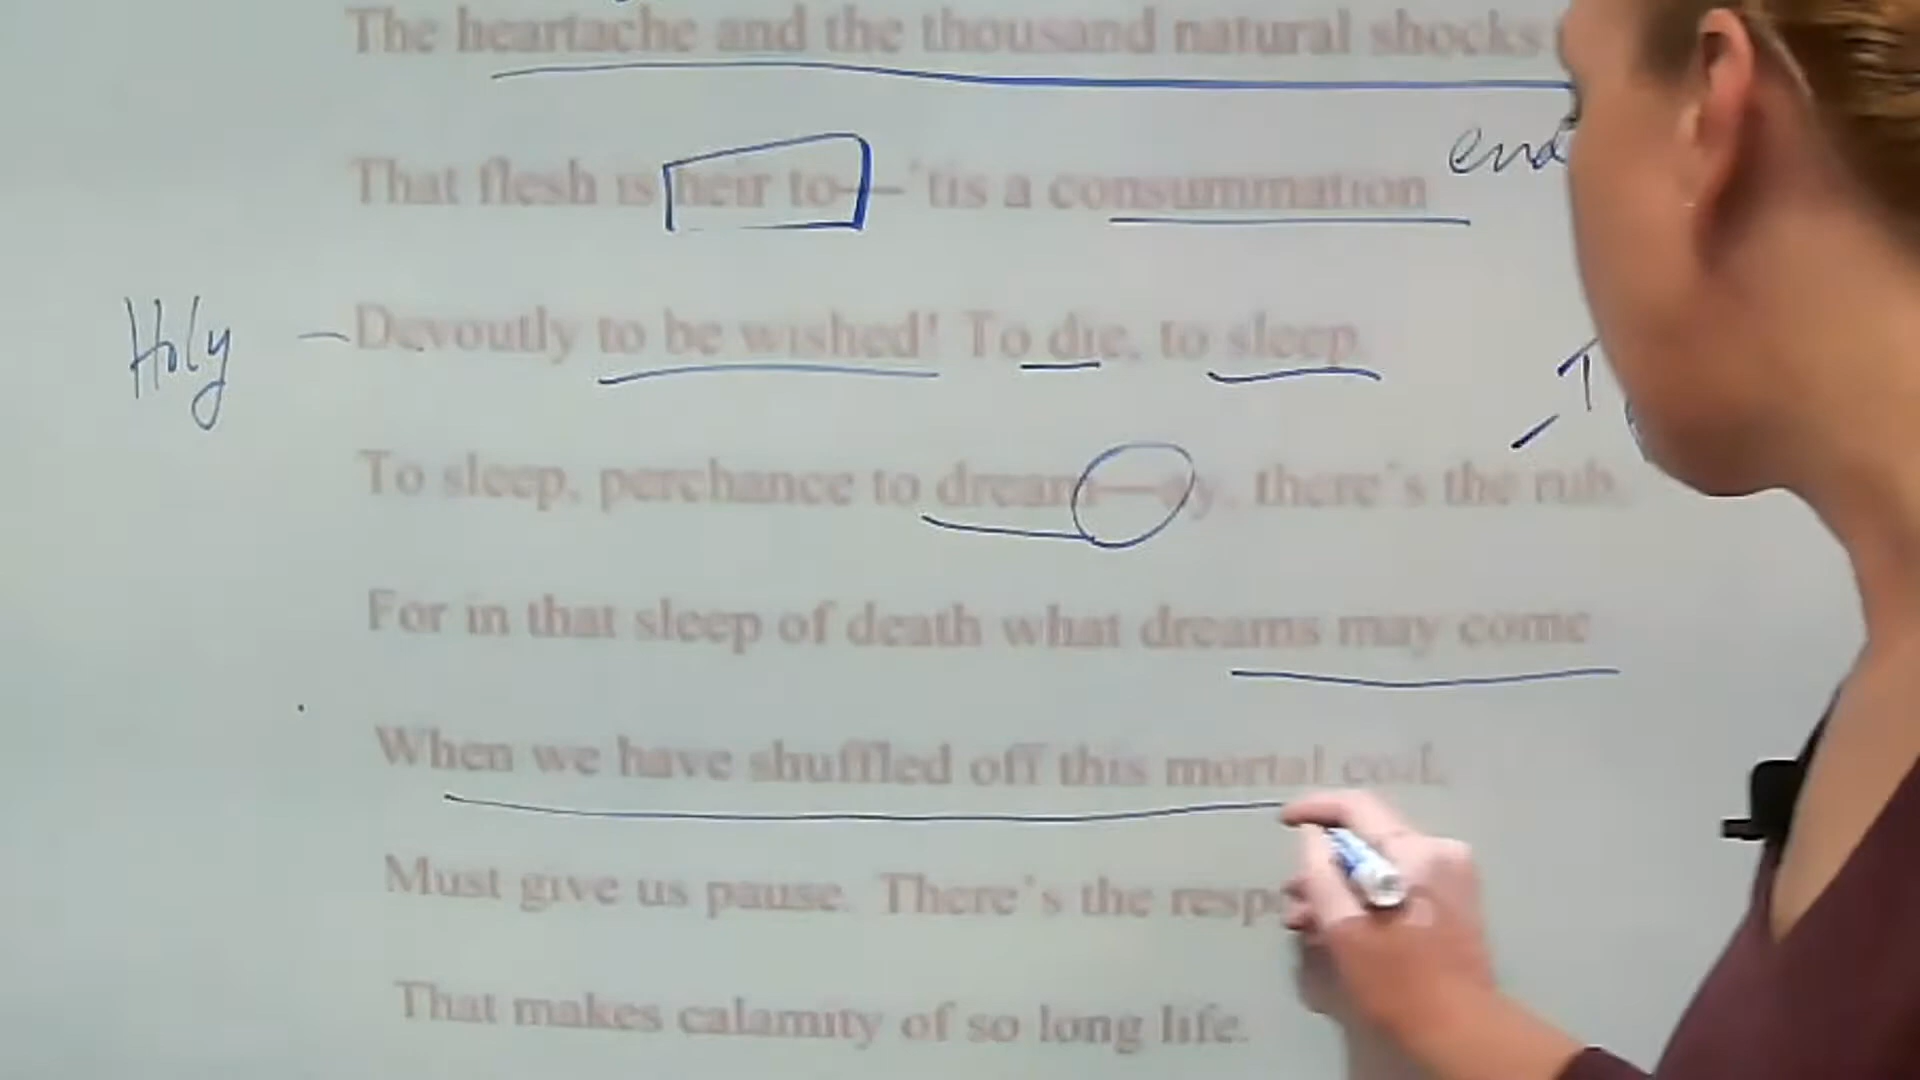 The heartache and the thousand natural shocks
end
That flesh is heir to—'tis a consummation
Holy – Devoutly to be wished! To die, to sleep.
To sleep, perchance to dream—ay, there's the rub,
For in that sleep of death what dreams may come
When we have shuffled off this mortal coil,
Must give us pause. There's the
That makes calamity of so long life.